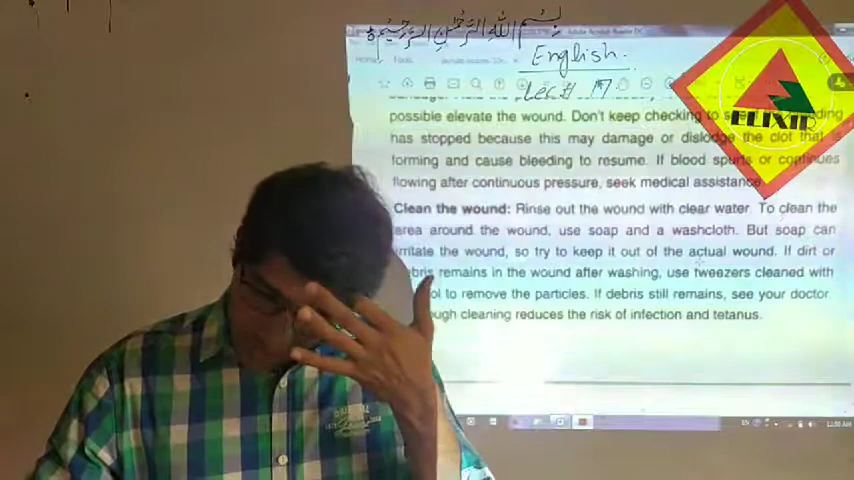 بِسْمِ اللهِ الرَّحْمٰنِ الرَّحِيْمِ
English.
Lec # 17
ELIXIR
possible elevate the wound. Don't keep checking to
has stopped because this may damage or dislodge the clot that is
forming and cause bleeding to resume. If blood spurts or continues
flowing after continuous pressure, seek medical assistance.
Clean the wound: Rinse out the wound with clear water. To clean the
area around the wound, use soap and a washcloth. But soap can
irritate the wound, so try to keep it out of the actual wound. If dirt or
remains in the wound after washing, use tweezers cleaned with
to remove the particles. If debris still remains, see your doctor
cleaning reduces the risk of infection and tetanus.